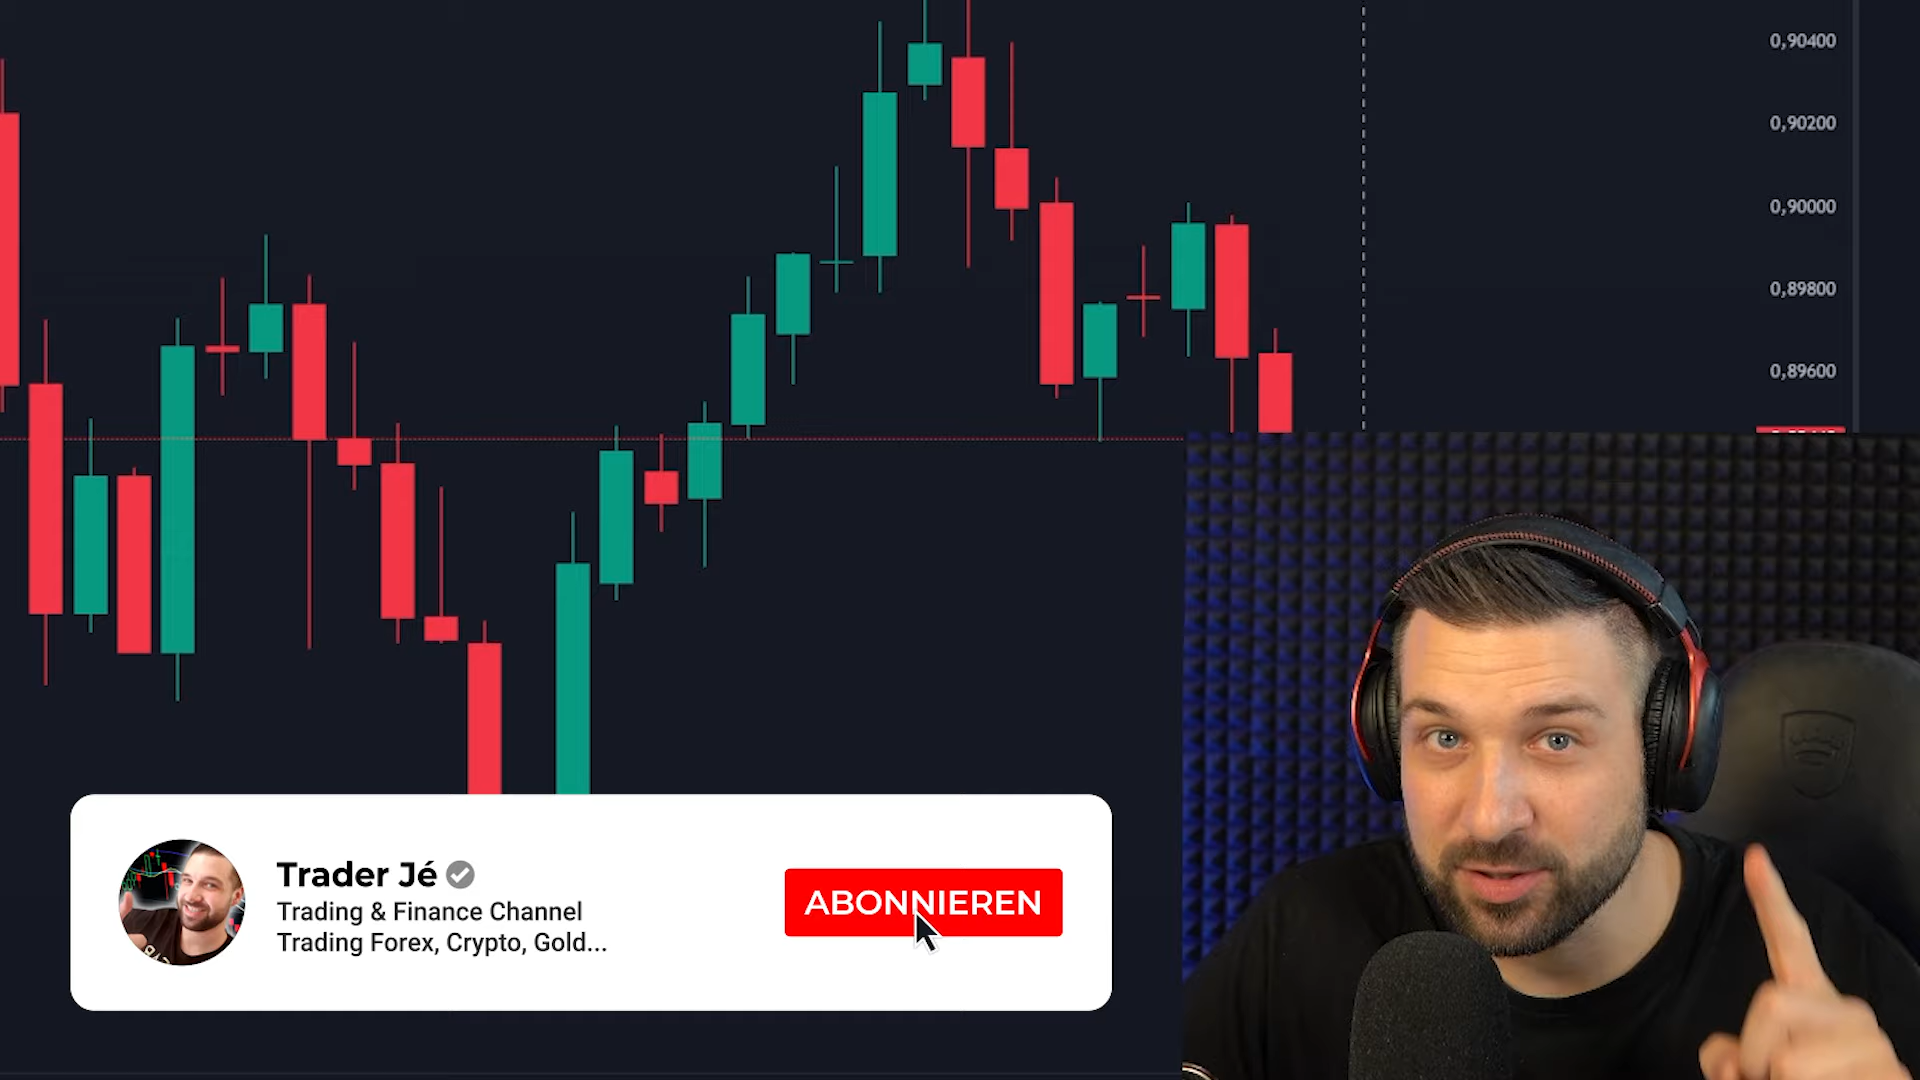 0,90400
0,90200
0,90000
0,89800
0,89600
Trader Jé
Trading & Finance Channel
Trading Forex, Crypto, Gold...
ABONNIEREN